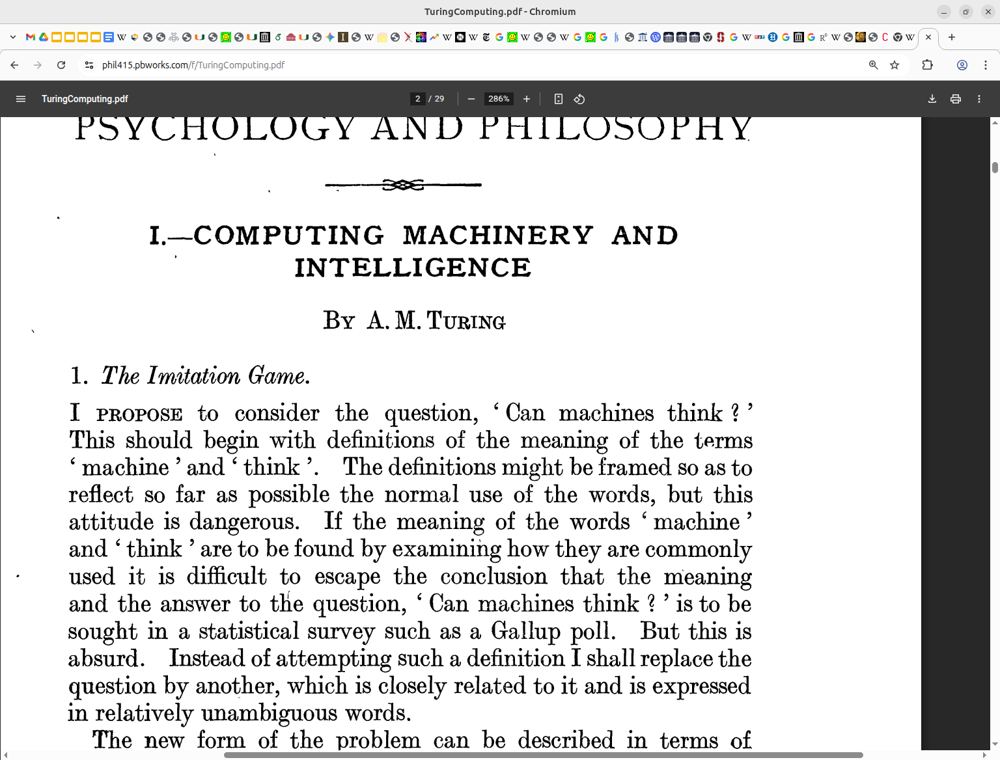 TuringComputing.pdf - Chromium
phil415.pbworks.com/f/TuringComputing.pdf
TuringComputing.pdf
2 / 29
286%
PSYCHOLOGY AND PHILOSOPHY
I.—COMPUTING MACHINERY AND
INTELLIGENCE
By A. M. Turing
1. The Imitation Game.
I PROPOSE to consider the question, ‘ Can machines think ? ’
This should begin with definitions of the meaning of the terms
‘ machine ’ and ‘ think ’. The definitions might be framed so as to
reflect so far as possible the normal use of the words, but this
attitude is dangerous. If the meaning of the words ‘ machine ’
and ‘ think ’ are to be found by examining how they are commonly
used it is difficult to escape the conclusion that the meaning
and the answer to the question, ‘ Can machines think ? ’ is to be
sought in a statistical survey such as a Gallup poll. But this is
absurd. Instead of attempting such a definition I shall replace the
question by another, which is closely related to it and is expressed
in relatively unambiguous words.
The new form of the problem can be described in terms of